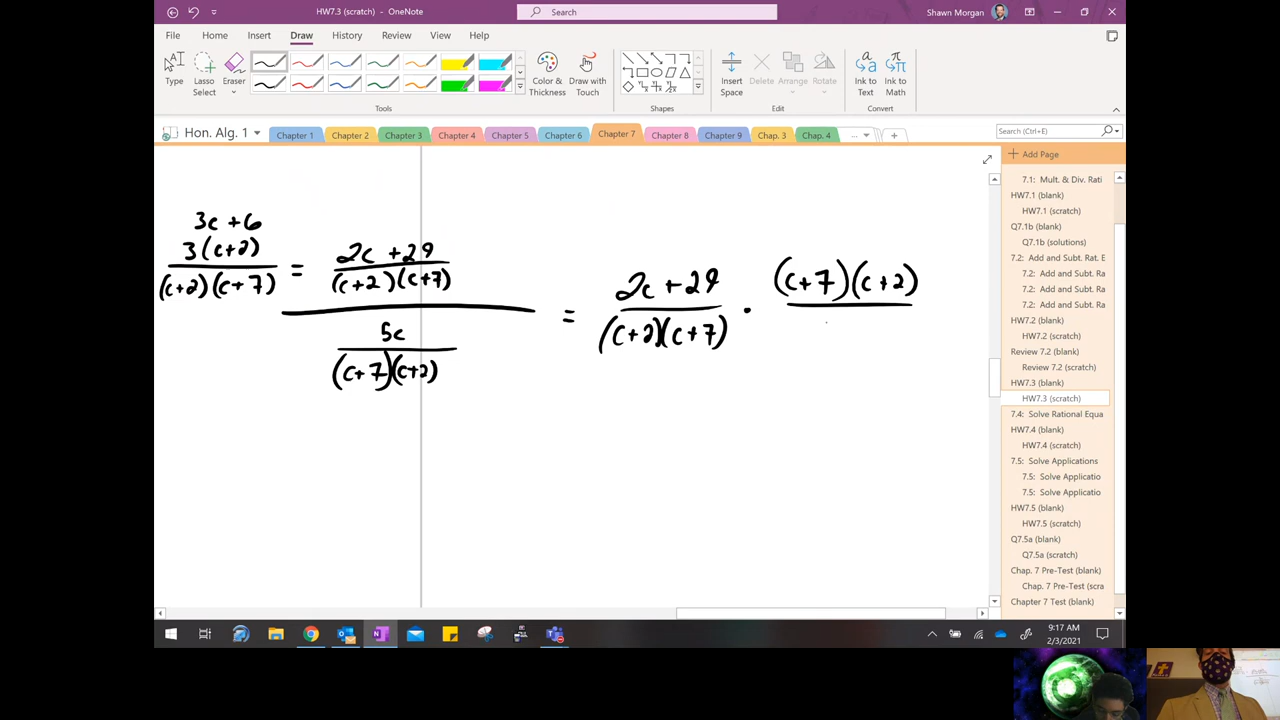 HW7.3 (scratch) - OneNote
Search
Shawn Morgan
File Home Insert Draw History Review View Help
Type
Lasso Select
Eraser
Color & Thickness
Draw with Touch
Insert Space
Delete
Arrange
Rotate
Ink to Text
Ink to Math
Tools
Shapes
Edit
Convert
Hon. Alg. 1
Chapter 1 Chapter 2 Chapter 3 Chapter 4 Chapter 5 Chapter 6 Chapter 7 Chapter 8 Chapter 9 Chap. 3 Chap. 4 ...
Search (Ctrl+E)
Add Page
7.1: Mult. & Div. Rati
HW7.1 (blank)
HW7.1 (scratch)
Q7.1b (blank)
Q7.1b (solutions)
7.2: Add and Subt. Rat. E
7.2: Add and Subt. Ra
7.2: Add and Subt. Ra
7.2: Add and Subt. Ra
HW7.2 (blank)
HW7.2 (scratch)
Review 7.2 (blank)
Review 7.2 (scratch)
HW7.3 (blank)
HW7.3 (scratch)
7.4: Solve Rational Equa
HW7.4 (blank)
HW7.4 (scratch)
7.5: Solve Applications
7.5: Solve Applicatio
7.5: Solve Applicatio
HW7.5 (blank)
HW7.5 (scratch)
Q7.5a (blank)
Q7.5a (scratch)
Chap. 7 Pre-Test (blank)
Chap. 7 Pre-Test (scra
Chapter 7 Test (blank)
3c + 6
3(c+2)
(c+2)(c+7)
=
2c + 29
(c+2)(c+7)
5c
(c+7)(c+2)
=
2c + 29
(c+2)(c+7)
·
(c+7)(c+2)
9:17 AM
2/3/2021